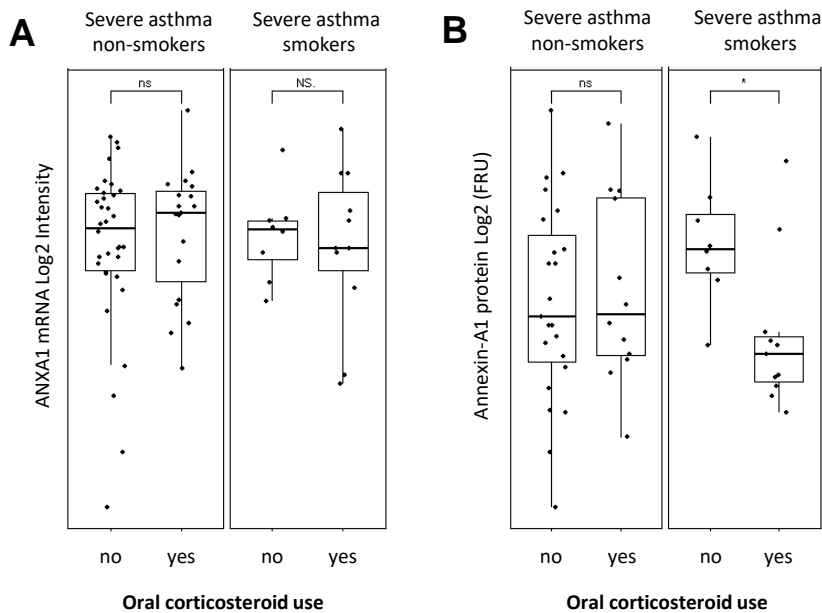 A
Severe asthma
non-smokers
Severe asthma
smokers
ns
NS.
ANXA1 mRNA Log2 Intensity
no
yes
no
yes
Oral corticosteroid use
B
Severe asthma
non-smokers
Severe asthma
smokers
ns
*
Annexin-A1 protein Log2 (FRU)
no
yes
no
yes
Oral corticosteroid use